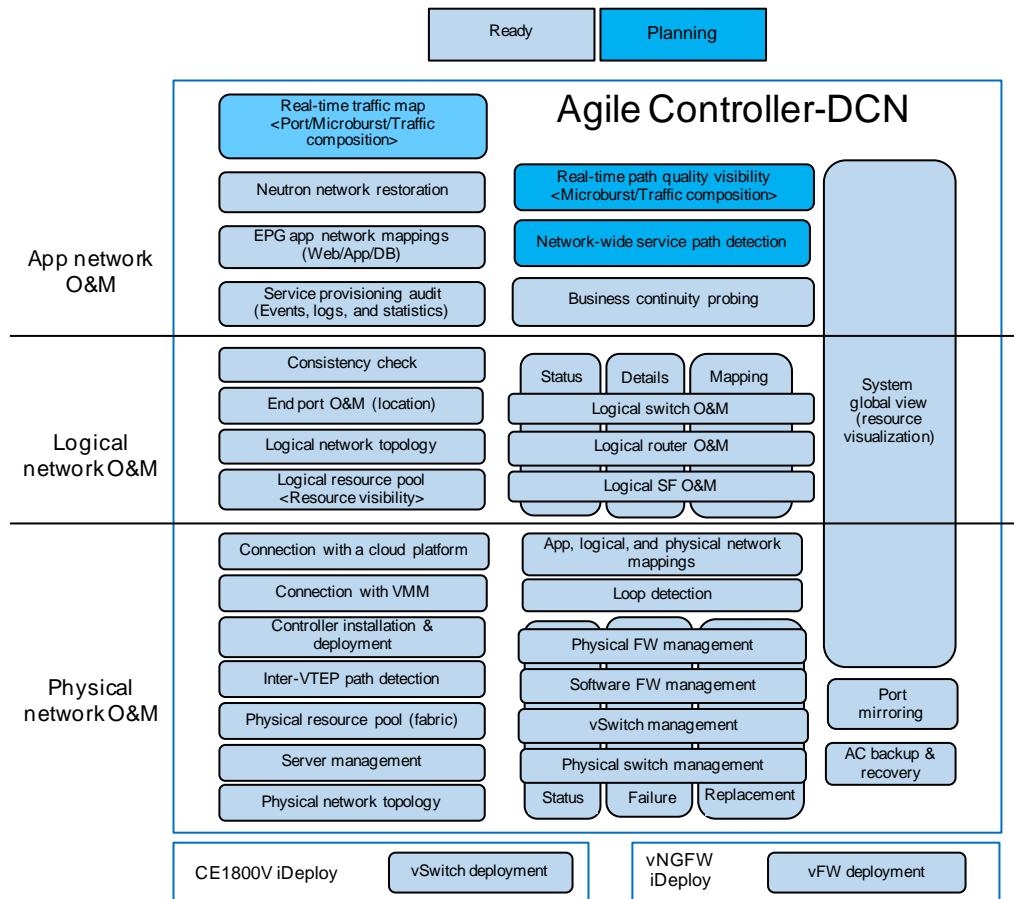 Ready
Planning
Agile Controller-DCN
App network
O&M
Real-time traffic map
<Port/Microburst/Traffic
composition>
Neutron network restoration
EPG app network mappings
(Web/App/DB)
Service provisioning audit
(Events, logs, and statistics)
Real-time path quality visibility
<Microburst/Traffic composition>
Network-wide service path detection
Business continuity probing
System
global view
(resource
visualization)
Logical
network O&M
Consistency check
End port O&M (location)
Logical network topology
Logical resource pool
<Resource visibility>
Status
Details
Mapping
Logical switch O&M
Logical router O&M
Logical SF O&M
Physical
network O&M
Connection with a cloud platform
Connection with VMM
Controller installation &
deployment
Inter-VTEP path detection
Physical resource pool (fabric)
Server management
Physical network topology
App, logical, and physical network
mappings
Loop detection
Physical FW management
Software FW management
vSwitch management
Physical switch management
Status
Failure
Replacement
Port
mirroring
AC backup &
recovery
CE1800V iDeploy
vSwitch deployment
vNGFW
iDeploy
vFW deployment